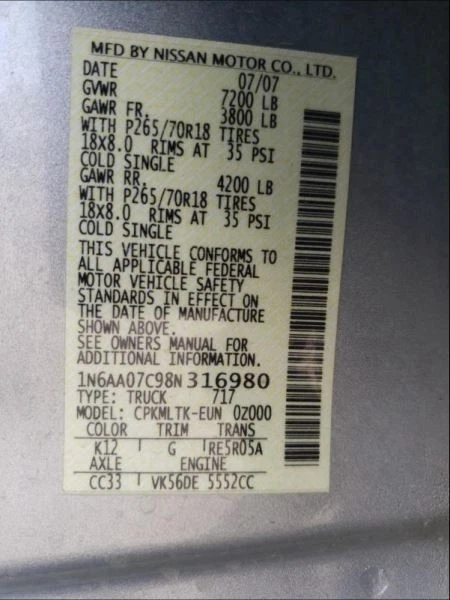 MFD BY NISSAN MOTOR CO., LTD.
DATE 07/07
GVWR 7200 LB
GAWR FR. 3800 LB
WITH P265/70R18 TIRES
18X8.0 RIMS AT 35 PSI
COLD SINGLE
GAWR RR. 4200 LB
WITH P265/70R18 TIRES
18X8.0 RIMS AT 35 PSI
COLD SINGLE
THIS VEHICLE CONFORMS TO
ALL APPLICABLE FEDERAL
MOTOR VEHICLE SAFETY
STANDARDS IN EFFECT ON
THE DATE OF MANUFACTURE
SHOWN ABOVE.
SEE OWNERS MANUAL FOR
ADDITIONAL INFORMATION
1N6AA07C98N316980
TYPE: TRUCK 717
MODEL: CPKMLTK-EUN 0Z000
COLOR TRIM TRANS
K12 G RE5R05A
AXLE ENGINE
CC33 VK56DE 5552CC